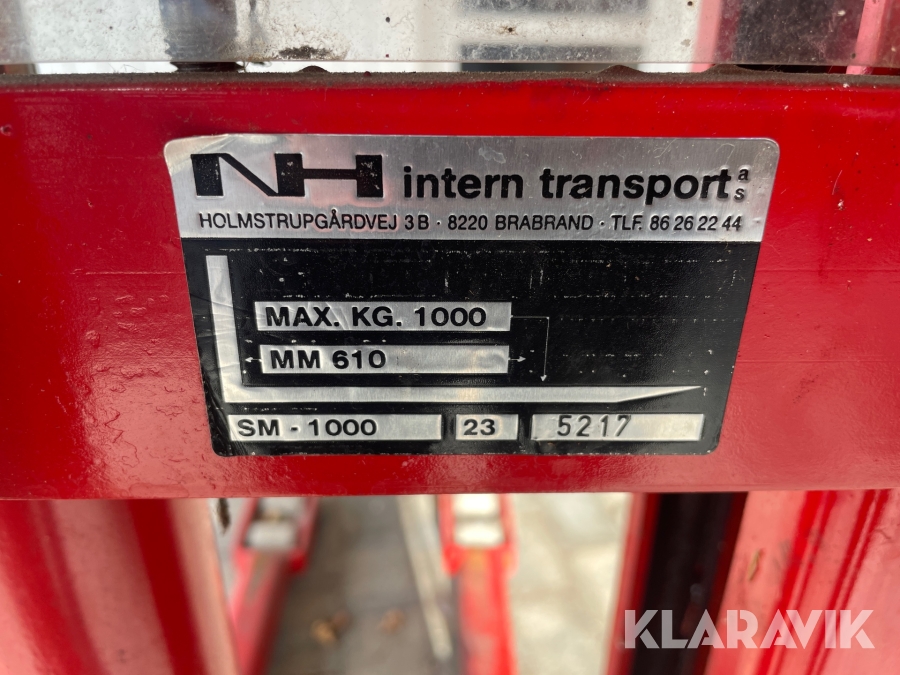 NH intern transport a/s
HOLMSTRUPGÅRDVEJ 3B · 8220 BRABRAND · TLF. 86 26 22 44
MAX. KG. 1000
MM 610
SM - 1000 23 5217
KLARAVIK